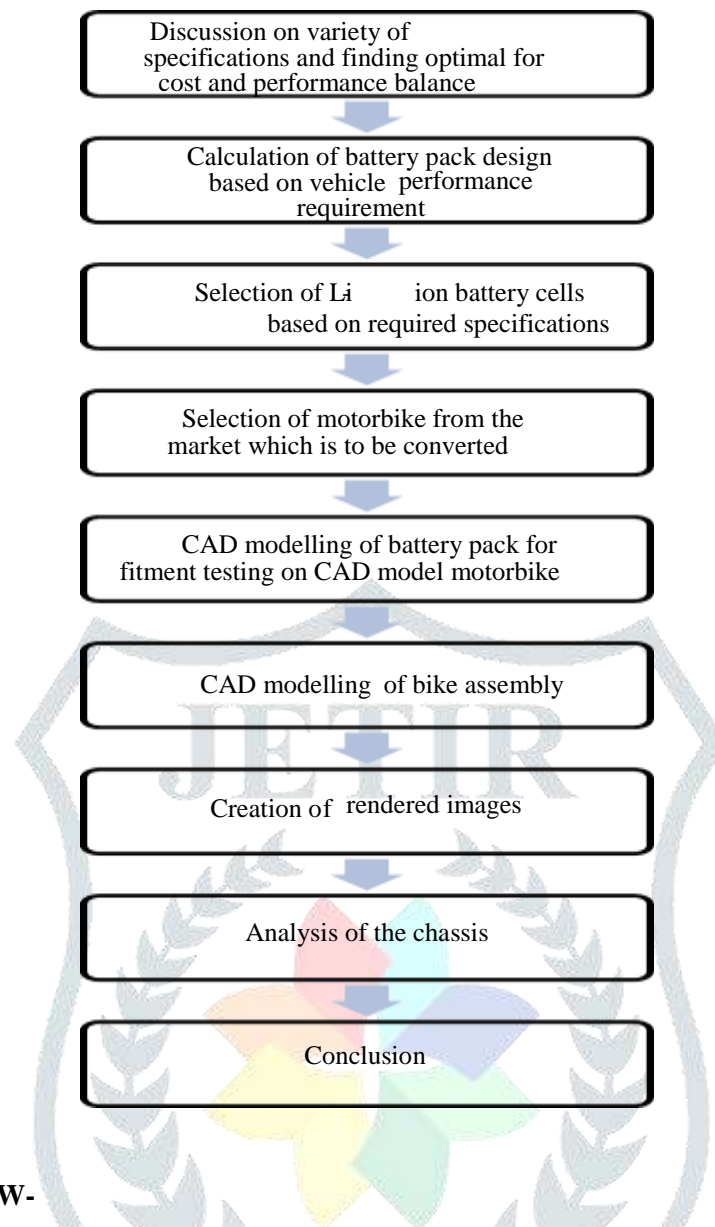 Discussion on variety of
specifications and finding optimal for
cost and performance balance
Calculation of battery pack design
based on vehicle performance
requirement
Selection of Li ion battery cells
based on required specifications
Selection of motorbike from the
market which is to be converted
CAD modelling of battery pack for
fitment testing on CAD model motorbike
CAD modelling of bike assembly
JETIR
Creation of rendered images
Analysis of the chassis
Conclusion
W-